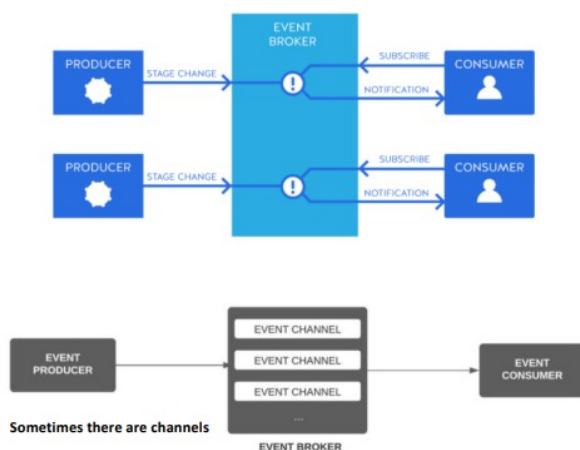 EVENT
BROKER
PRODUCER
STAGE CHANGE
SUBSCRIBE
NOTIFICATION
CONSUMER
PRODUCER
STAGE CHANGE
SUBSCRIBE
NOTIFICATION
CONSUMER
EVENT
PRODUCER
EVENT CHANNEL
EVENT CHANNEL
EVENT CHANNEL
...
EVENT
CONSUMER
Sometimes there are channels
EVENT BROKER